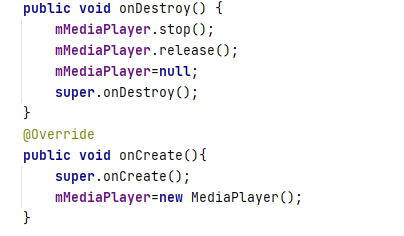 public void onDestroy() {
    mMediaPlayer.stop();
    mMediaPlayer.release();
    mMediaPlayer=null;
    super.onDestroy();
}
@Override
public void onCreate(){
    super.onCreate();
    mMediaPlayer=new MediaPlayer();
}